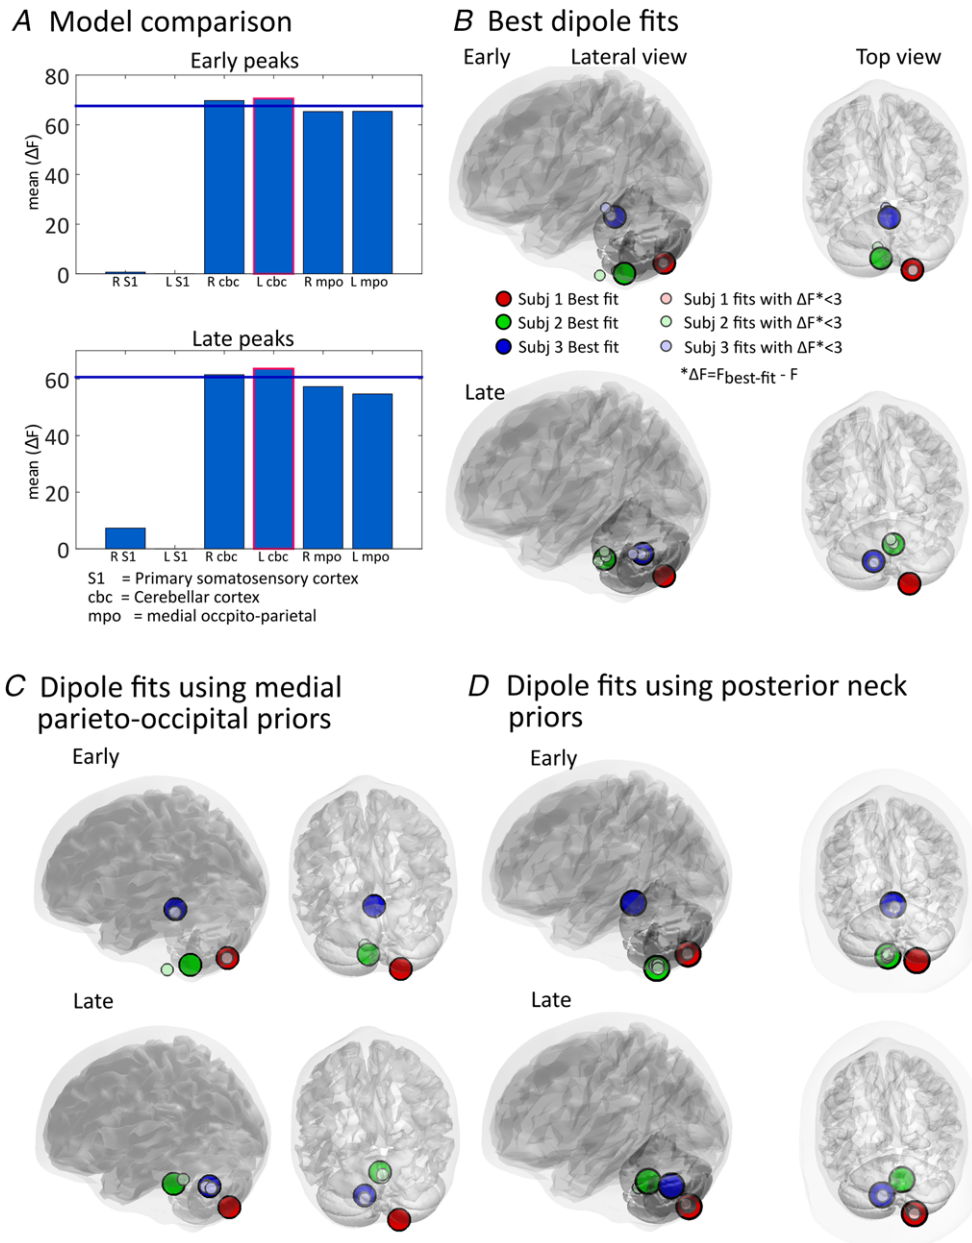 A Model comparison
Early peaks
mean (ΔF)
80
60
40
20
0
R S1 L S1 R cbc L cbc R mpo L mpo
Late peaks
mean (ΔF)
60
40
20
0
R S1 L S1 R cbc L cbc R mpo L mpo
S1 = Primary somatosensory cortex
cbc = Cerebellar cortex
mpo = medial occpito-parietal
B Best dipole fits
Early Lateral view Top view
Subj 1 Best fit Subj 1 fits with ΔF*<3
Subj 2 Best fit Subj 2 fits with ΔF*<3
Subj 3 Best fit Subj 3 fits with ΔF*<3
*ΔF=Fbest-fit - F
Late
C Dipole fits using medial
parieto-occipital priors
Early
Late
D Dipole fits using posterior neck
priors
Early
Late